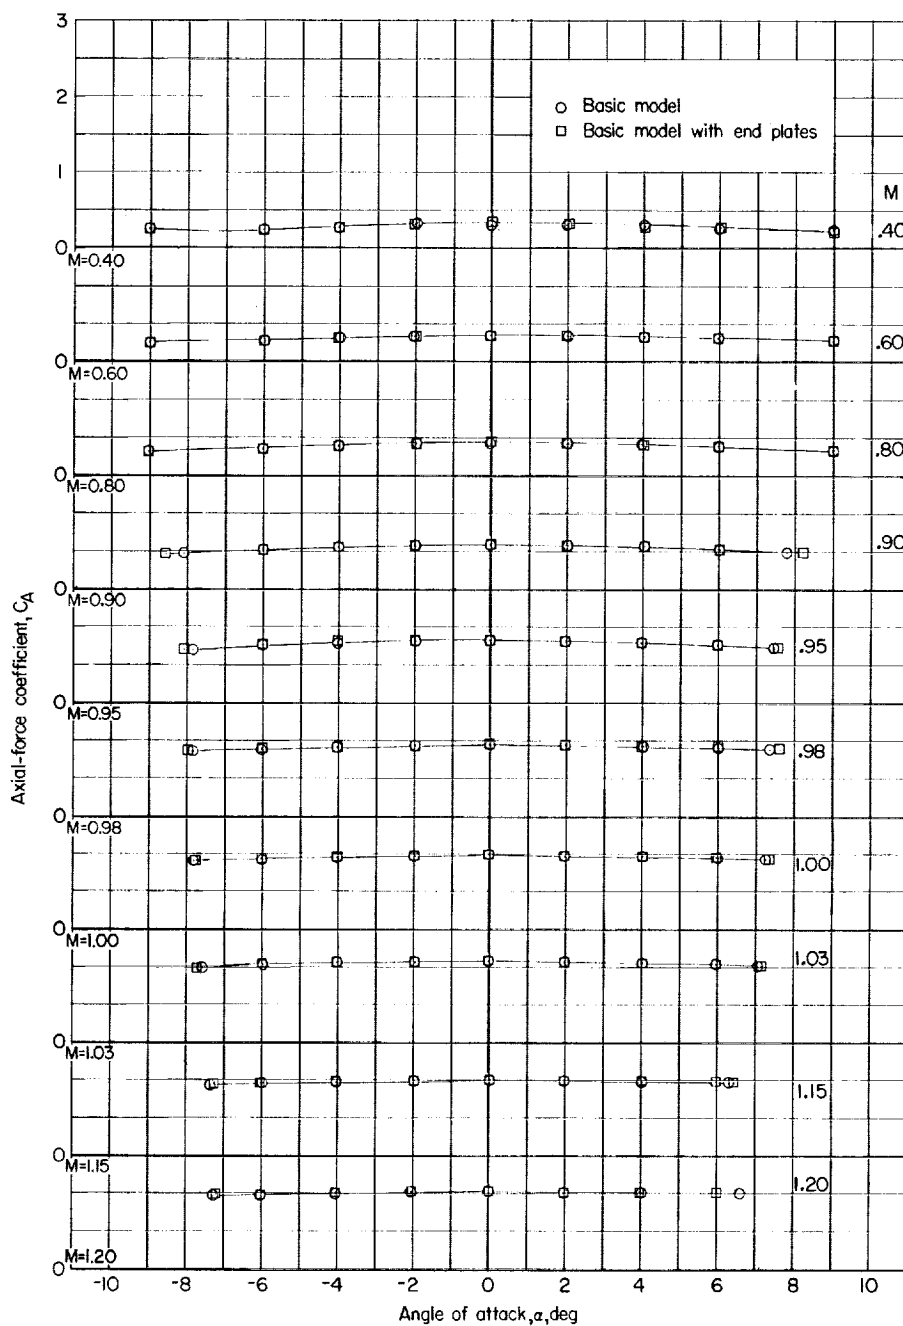 3
2
1
0
○ Basic model
□ Basic model with end plates
M
.40
M=0.40
0
.60
M=0.60
0
.80
M=0.80
0
.90
M=0.90
0
.95
M=0.95
0
.98
M=0.98
0
1.00
M=1.00
0
1.03
M=1.03
0
1.15
M=1.15
0
1.20
M=1.20
0
-10 -8 -6 -4 -2 0 2 4 6 8 10
Angle of attack,α,deg
Axial-force coefficient, C_A